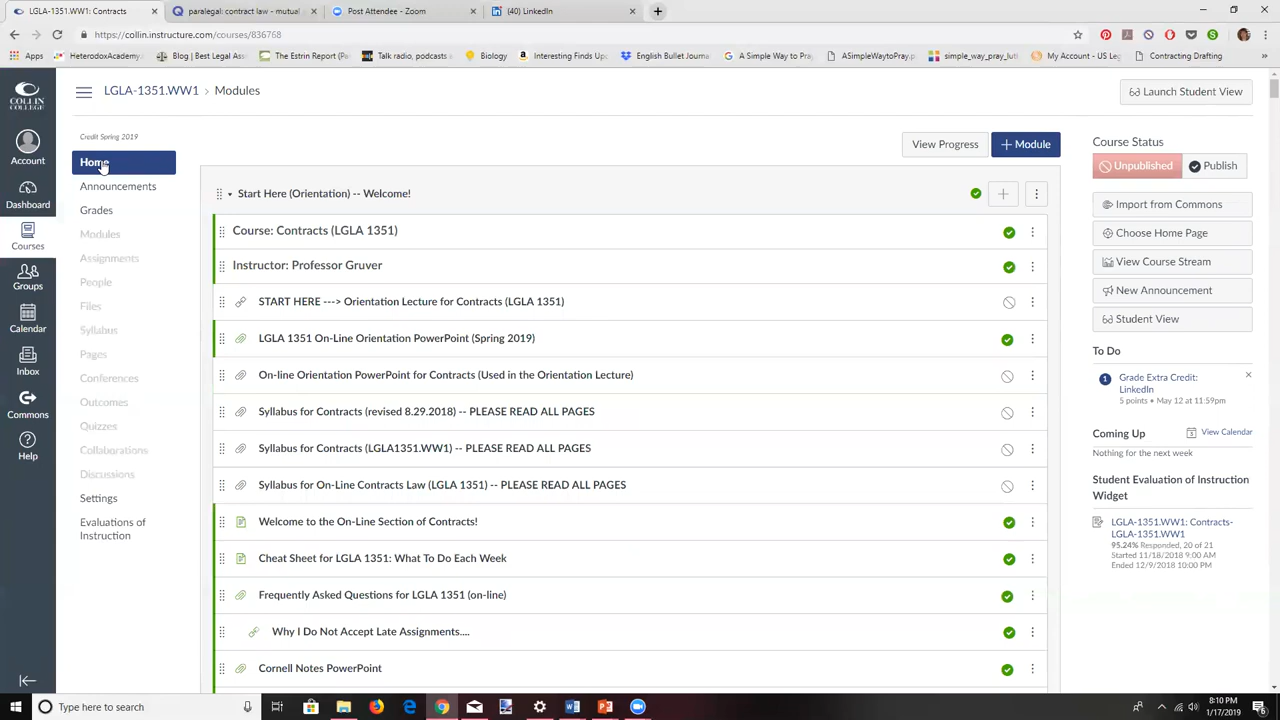 LGLA-1351.WW1: Contracts
paralegal: contract law - mutual
Post Attendee - Zoom
(40) LinkedIn
https://collin.instructure.com/courses/836768
Apps
HeterodoxAcademy
Blog | Best Legal Ass
The Estrin Report (Pe
Talk radio, podcasts
Biology
Interesting Finds Up
English Bullet Journal
A Simple Way to Pray
ASimpleWaytoPray.p
simple_way_pray_lut
My Account - US Leg
Contracting Drafting
COLLIN COLLEGE
LGLA-1351.WW1 > Modules
Launch Student View
Account
Dashboard
Courses
Groups
Calendar
Inbox
Commons
Help
Credit Spring 2019
Home
Announcements
Grades
Modules
Assignments
People
Files
Syllabus
Pages
Conferences
Outcomes
Quizzes
Collaborations
Discussions
Settings
Evaluations of
Instruction
View Progress
+ Module
Start Here (Orientation) -- Welcome!
Course: Contracts (LGLA 1351)
Instructor: Professor Gruver
START HERE ---> Orientation Lecture for Contracts (LGLA 1351)
LGLA 1351 On-Line Orientation PowerPoint (Spring 2019)
On-line Orientation PowerPoint for Contracts (Used in the Orientation Lecture)
Syllabus for Contracts (revised 8.29.2018) -- PLEASE READ ALL PAGES
Syllabus for Contracts (LGLA1351.WW1) -- PLEASE READ ALL PAGES
Syllabus for On-Line Contracts Law (LGLA 1351) -- PLEASE READ ALL PAGES
Welcome to the On-Line Section of Contracts!
Cheat Sheet for LGLA 1351: What To Do Each Week
Frequently Asked Questions for LGLA 1351 (on-line)
Why I Do Not Accept Late Assignments....
Cornell Notes PowerPoint
Course Status
Unpublished
Publish
Import from Commons
Choose Home Page
View Course Stream
New Announcement
Student View
To Do
1
Grade Extra Credit:
LinkedIn
5 points • May 12 at 11:59pm
Coming Up
View Calendar
Nothing for the next week
Student Evaluation of Instruction
Widget
LGLA-1351.WW1: Contracts-
LGLA-1351.WW1
95.24% Responded, 20 of 21
Started 11/18/2018 9:00 AM
Ended 12/9/2018 10:00 PM
Type here to search
8:10 PM
1/17/2019